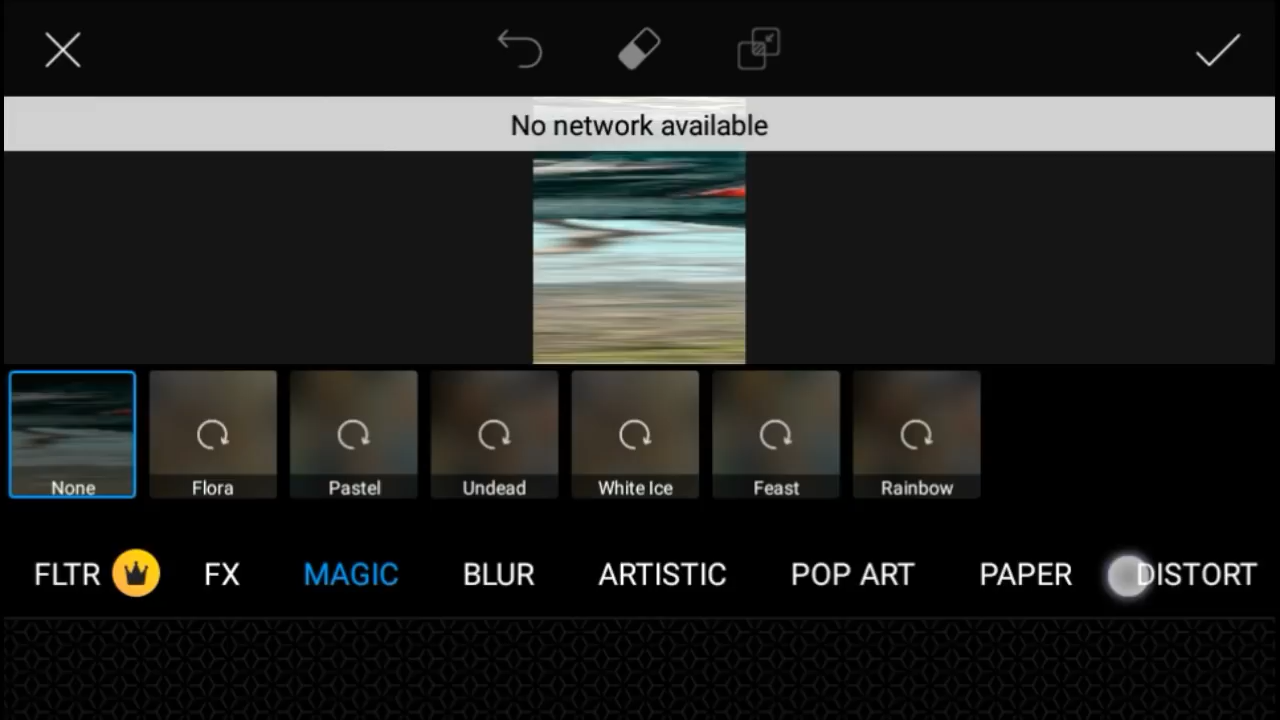 No network available
None Flora Pastel Undead White Ice Feast Rainbow
FLTR FX MAGIC BLUR ARTISTIC POP ART PAPER DISTORT